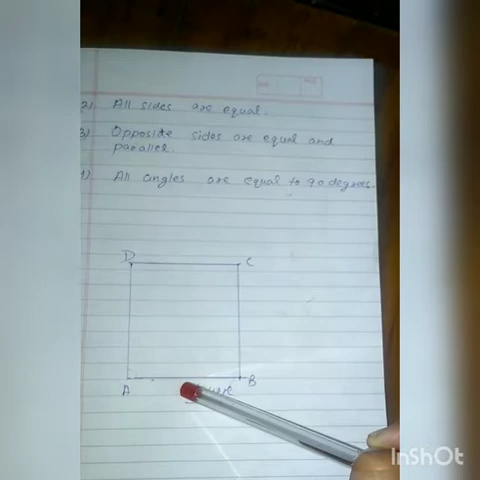 2) All sides are equal.
3) Opposite sides are equal and
parallel.
All angles are equal to 90 degrees.
D C
A B
InShOt